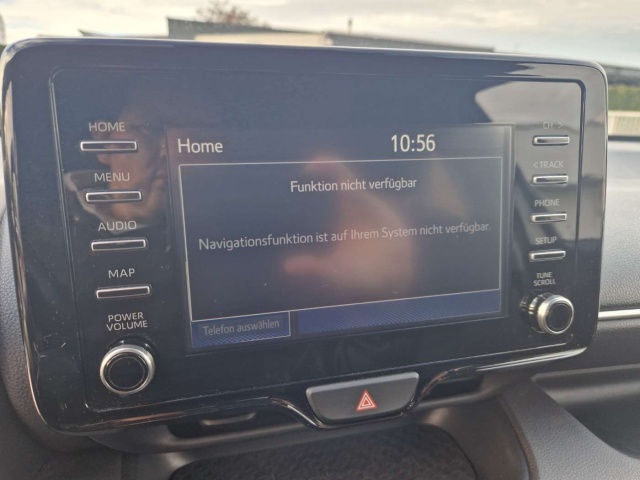 HOME
MENU
AUDIO
MAP
POWER
VOLUME
Home
10:56
Funktion nicht verfügbar
Navigationsfunktion ist auf Ihrem System nicht verfügbar.
Telefon auswählen
CH >
< TRACK
PHONE
SETUP
TUNE
SCROLL